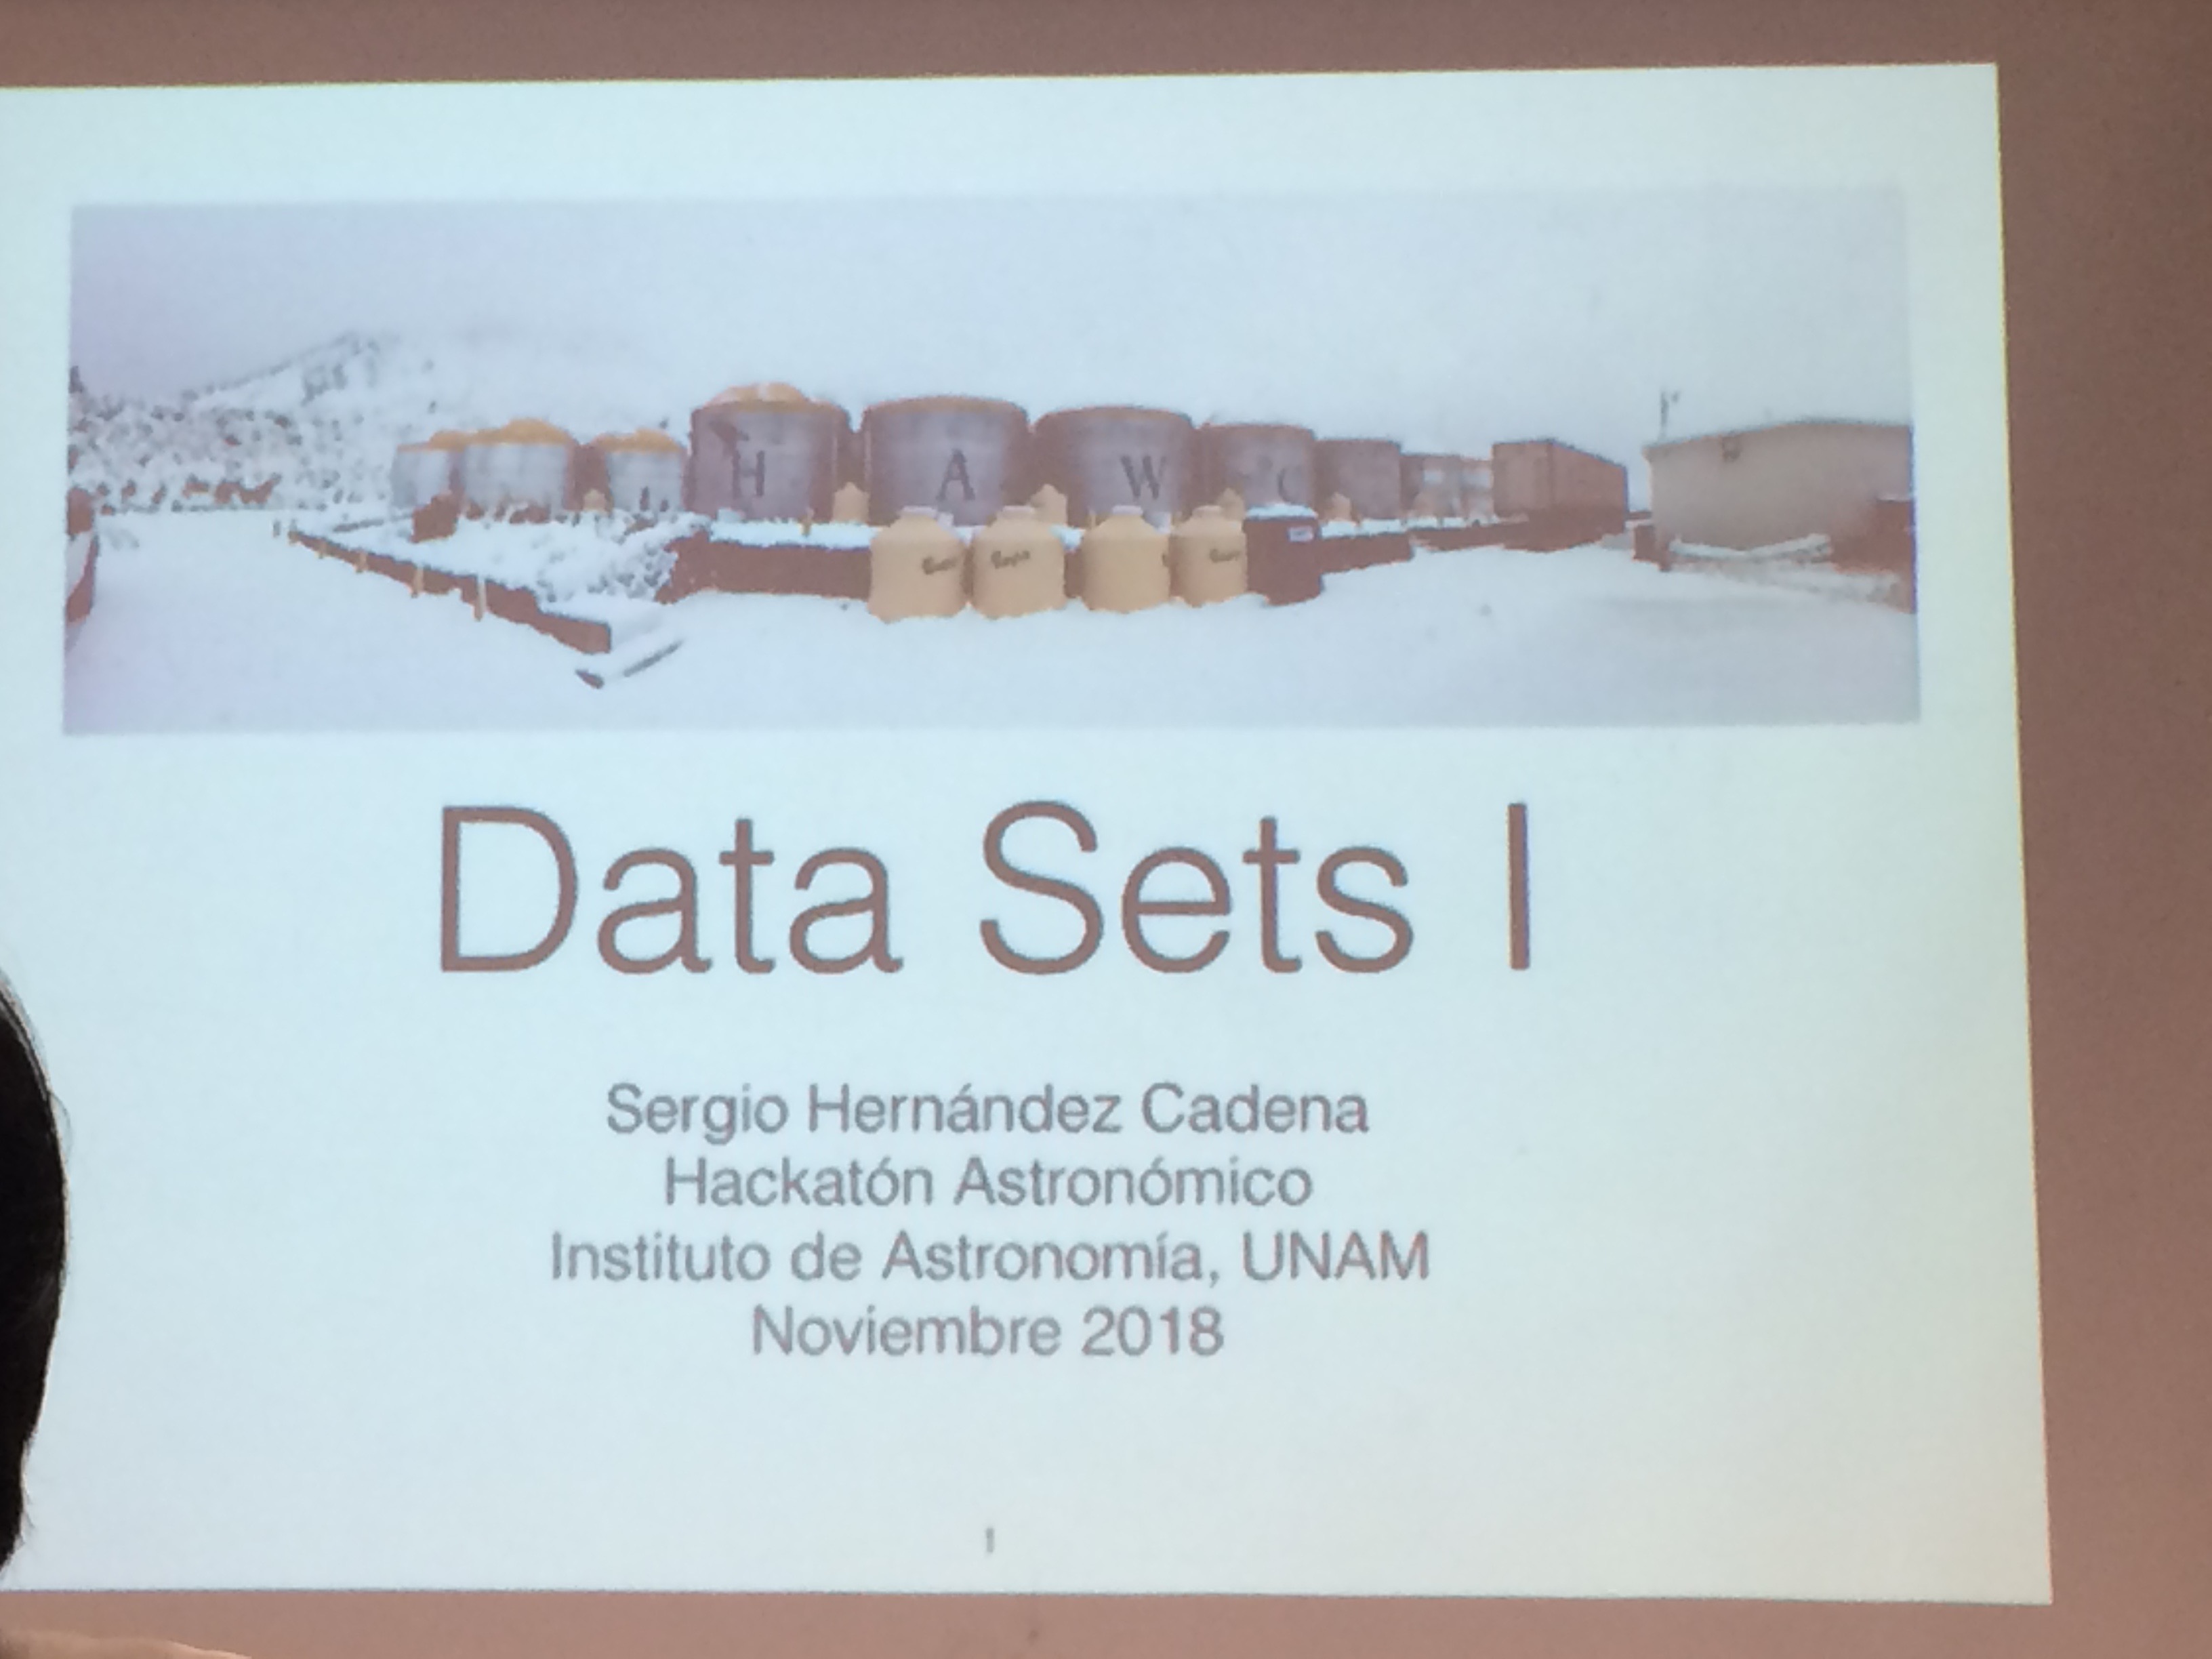 H A W C
Data Sets I
Sergio Hernández Cadena
Hackatón Astronómico
Instituto de Astronomía, UNAM
Noviembre 2018
1